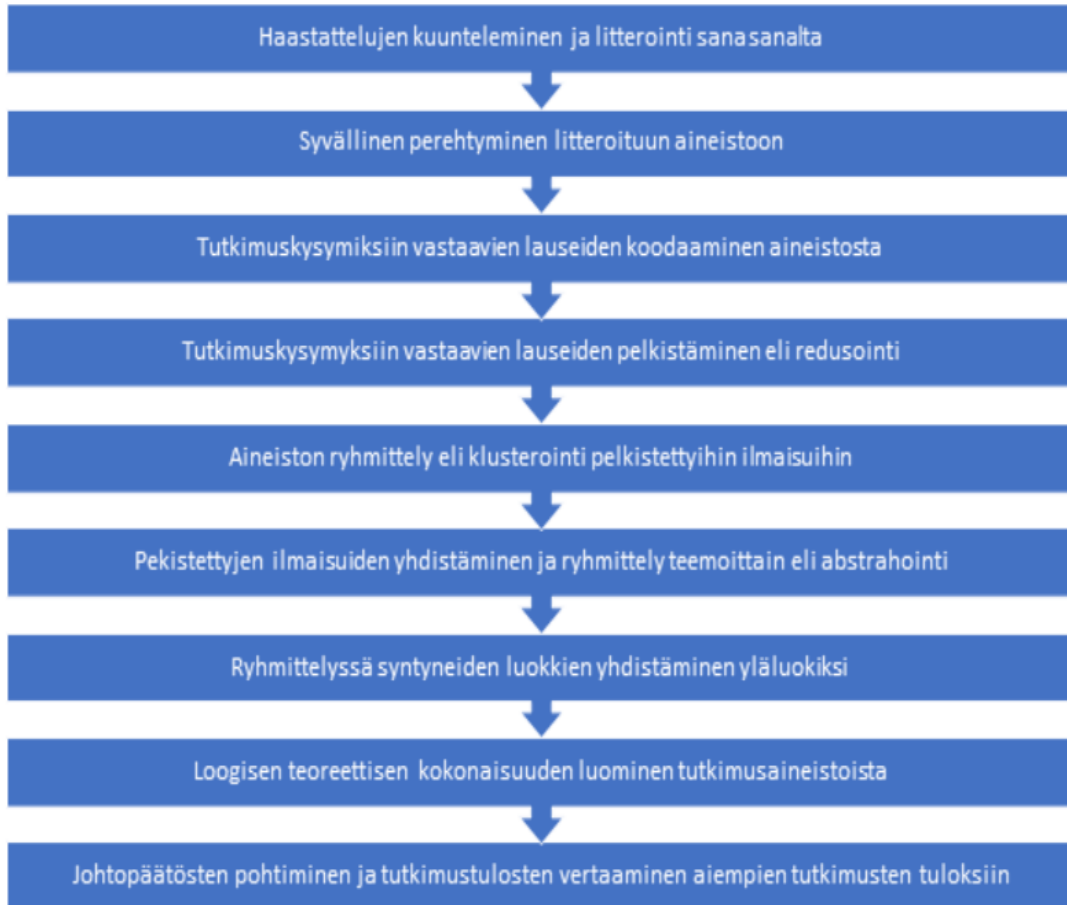 Haastattelujen kuunteleminen ja litterointi sanasanalta
Syvällinen perehtyminen litteroituun aineistoon
Tutkimuskysymiksiin vastaavien lauseiden koodaaminen aineistosta
Tutkimuskysymyksiin vastaavien lauseiden pelkistäminen eli redusointi
Aineiston ryhmittely eli klusterointi pelkistettyihin ilmaisuihin
Pekistettyjen ilmaisuiden yhdistäminen ja ryhmittely teemoittain eli abstrahointi
Ryhmittelyssä syntyneiden luokkien yhdistäminen yläluokiksi
Loogisen teoreettisen kokonaisuuden luominen tutkimusaineistoista
Johtopäätösten pohtiminen ja tutkimustulosten vertaaminen aiempien tutkimusten tuloksiin